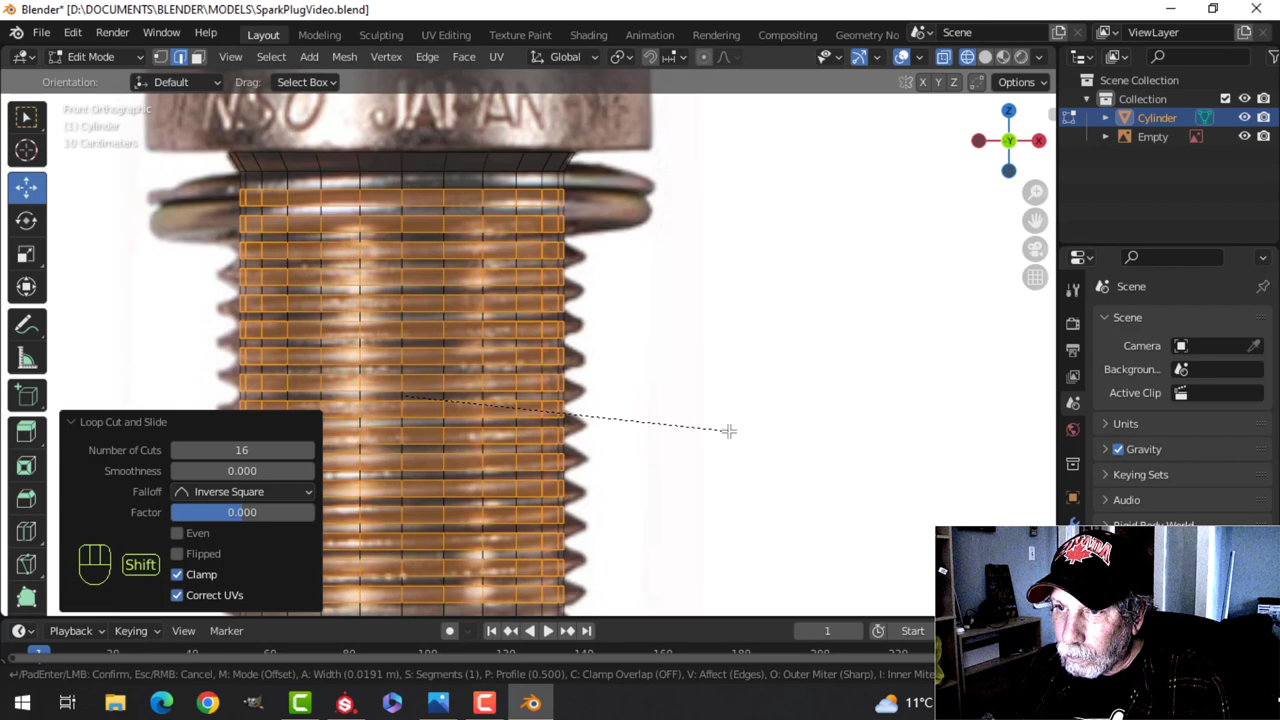 Blender* [D:\DOCUMENTS\BLENDER\MODELS\SparkPlugVideo.blend]
File Edit Render Window Help Layout Modeling Sculpting UV Editing Texture Paint Shading Animation Rendering Compositing Geometry No Scene ViewLayer
Edit Mode View Select Add Mesh Vertex Edge Face UV Global
Orientation: Default Drag: Select Box X Y Z Options
Scene Collection
Collection
Cylinder
Empty
Front Orthographic
(1) Cylinder
10 Centimeters
NSO JAPAN
Z
Y
X
Scene
Scene
Camera
Backgroun...
Active Clip
Units
Gravity
Keying Sets
Audio
Rigid Body World
Loop Cut and Slide
Number of Cuts 16
Smoothness 0.000
Falloff Inverse Square
Factor 0.000
Even
Flipped
Clamp
Correct UVs
Shift
CANADA
Playback Keying View Marker 1 Start
1
↵/PadEnter/LMB: Confirm, Esc/RMB: Cancel, M: Mode (Offset), A: Width (0.0191 m), S: Segments (1), P: Profile (0.500), C: Clamp Overlap (OFF), V: Affect (Edges), O: Outer Miter (Sharp), I: Inner Mite
11°C